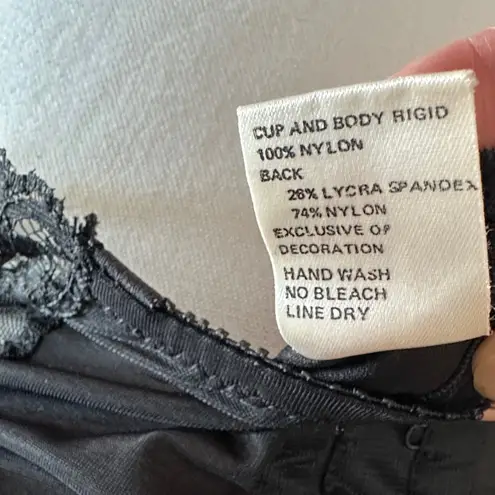 CUP AND BODY RIGID
100% NYLON
BACK
26% LYCRA SPANDEX
74% NYLON
EXCLUSIVE OF
DECORATION
HAND WASH
NO BLEACH
LINE DRY